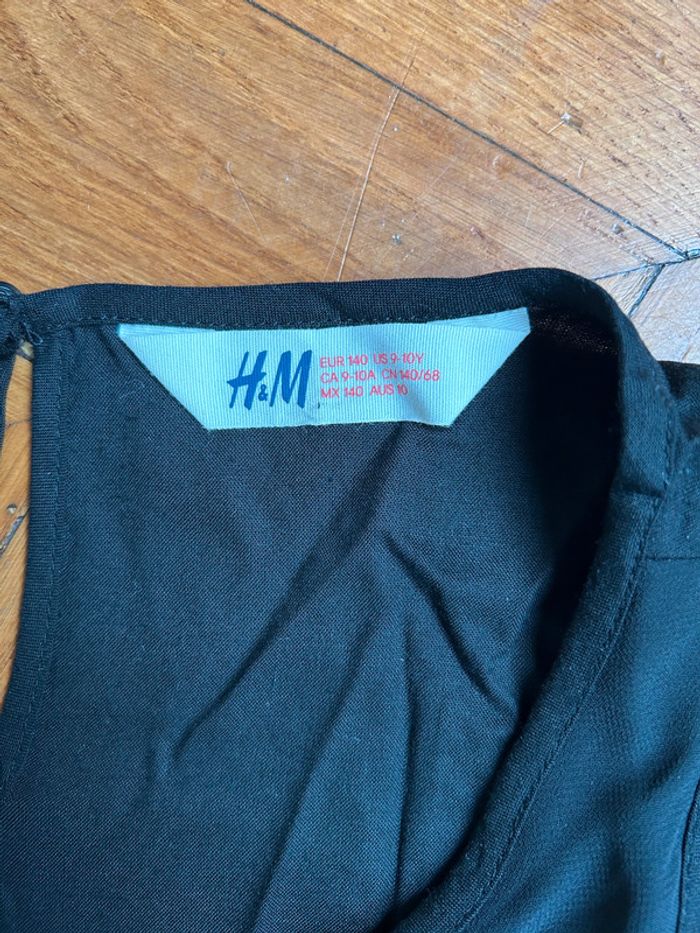 H&M
EUR 140 US 9-10Y
CA 9-10A CN 140/68
MX 140 AUS 10